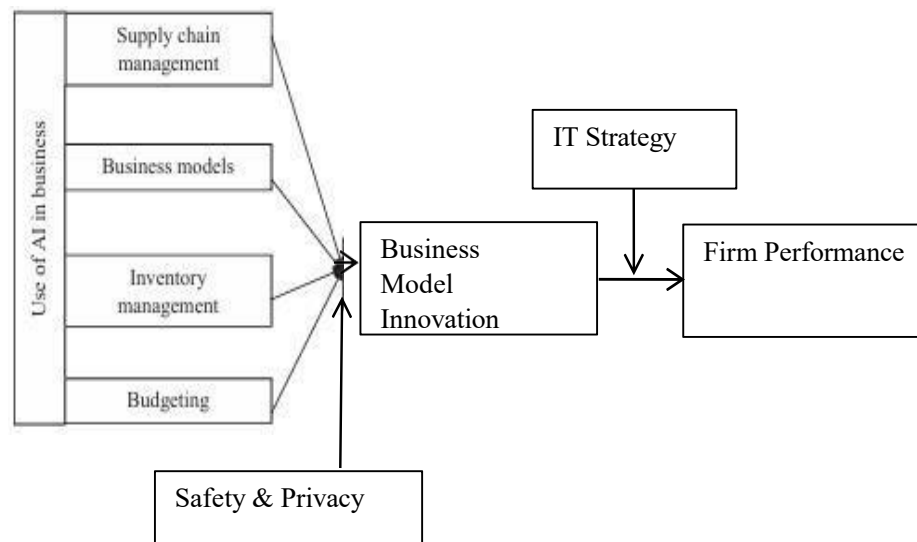 Use of AI in business
Supply chain
management
Business models
Inventory
management
Budgeting
Safety & Privacy
Business
Model
Innovation
IT Strategy
Firm Performance